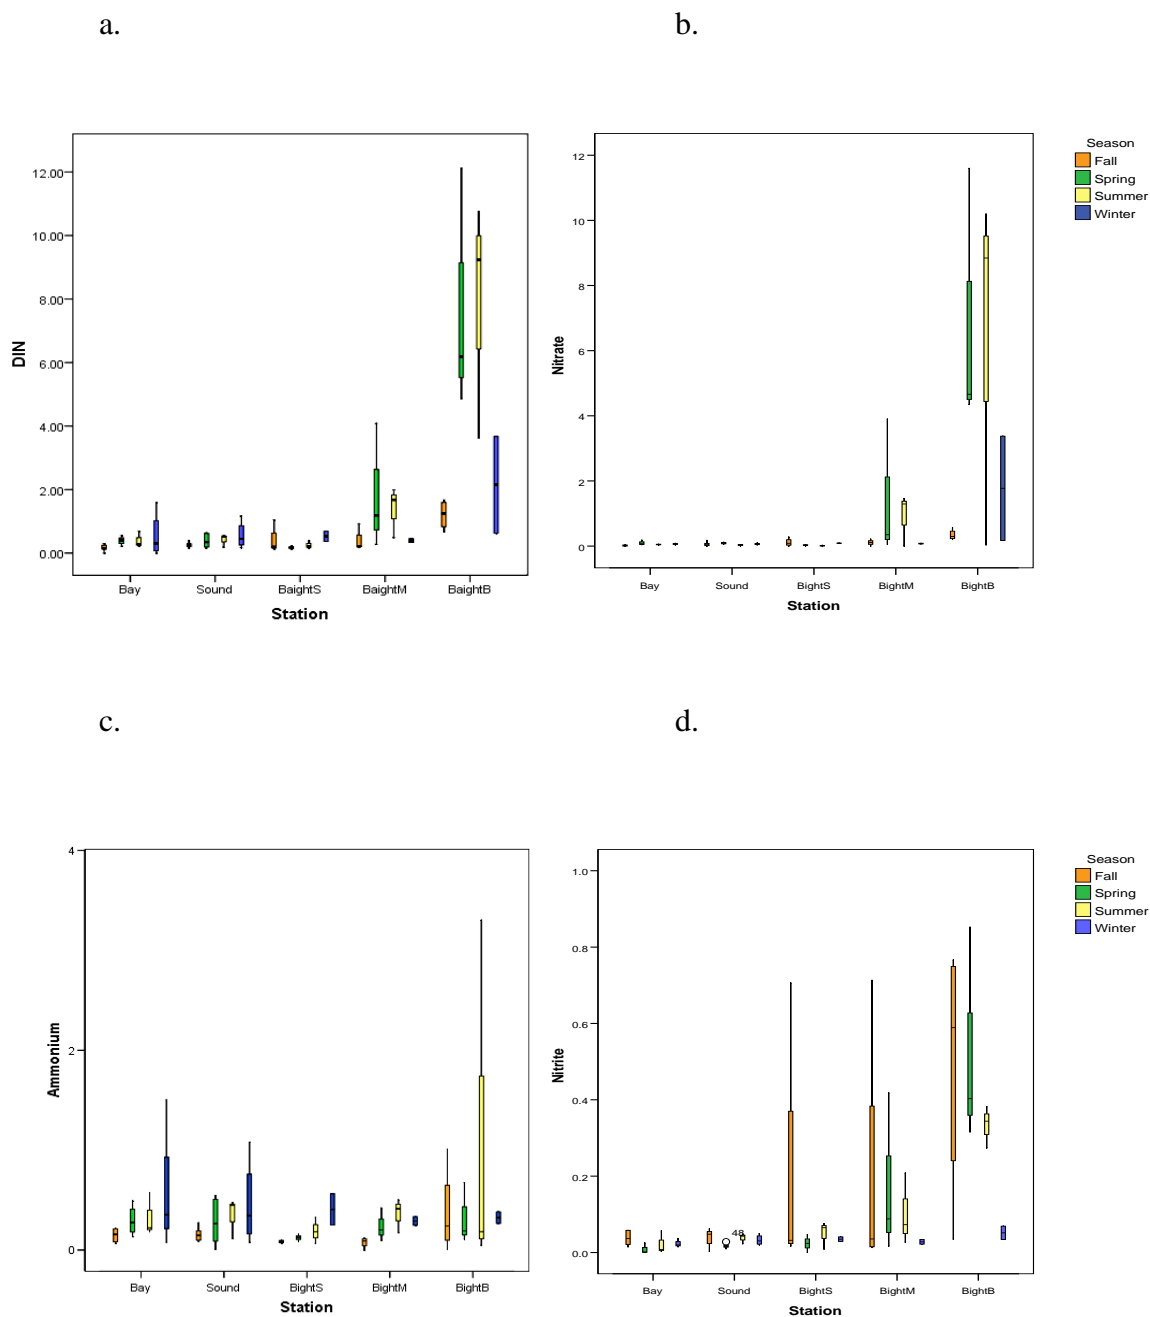 a.
b.
DIN
12.00
10.00
8.00
6.00
4.00
2.00
0.00
Bay Sound BaightS BaightM BaightB
Station
Nitrate
12
10
8
6
4
2
0
Bay Sound BightS BightM BightB
Station
Season
Fall
Spring
Summer
Winter
c.
d.
Ammonium
4
2
0
Bay Sound BightS BightM BightB
Station
Nitrite
1.0
0.8
0.6
0.4
0.2
0.0
48
Bay Sound BightS BightM BightB
Station
Season
Fall
Spring
Summer
Winter